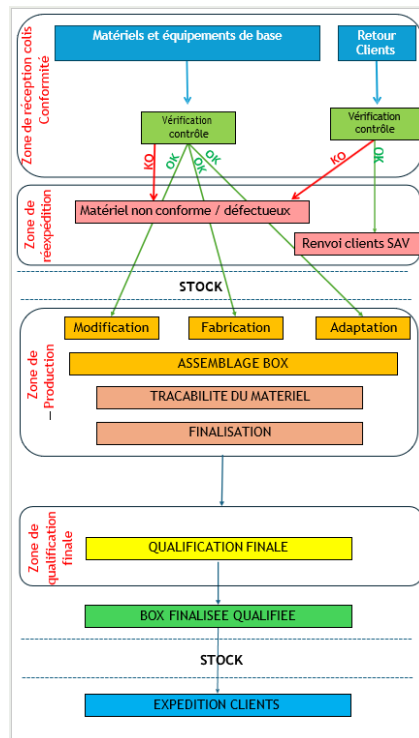 Zone de réception colis
Conformité
Matériels et équipements de base
Retour
Clients
Vérification
contrôle
Vérification
contrôle
KO
OK
OK
OK
KO
OK
Zone de
réexpédition
Matériel non conforme / défectueux
Renvoi clients SAV
STOCK
Zone de
Production
Modification
Fabrication
Adaptation
ASSEMBLAGE BOX
TRACABILITE DU MATERIEL
FINALISATION
Zone de
qualification
finale
QUALIFICATION FINALE
BOX FINALISEE QUALIFIEE
STOCK
EXPEDITION CLIENTS